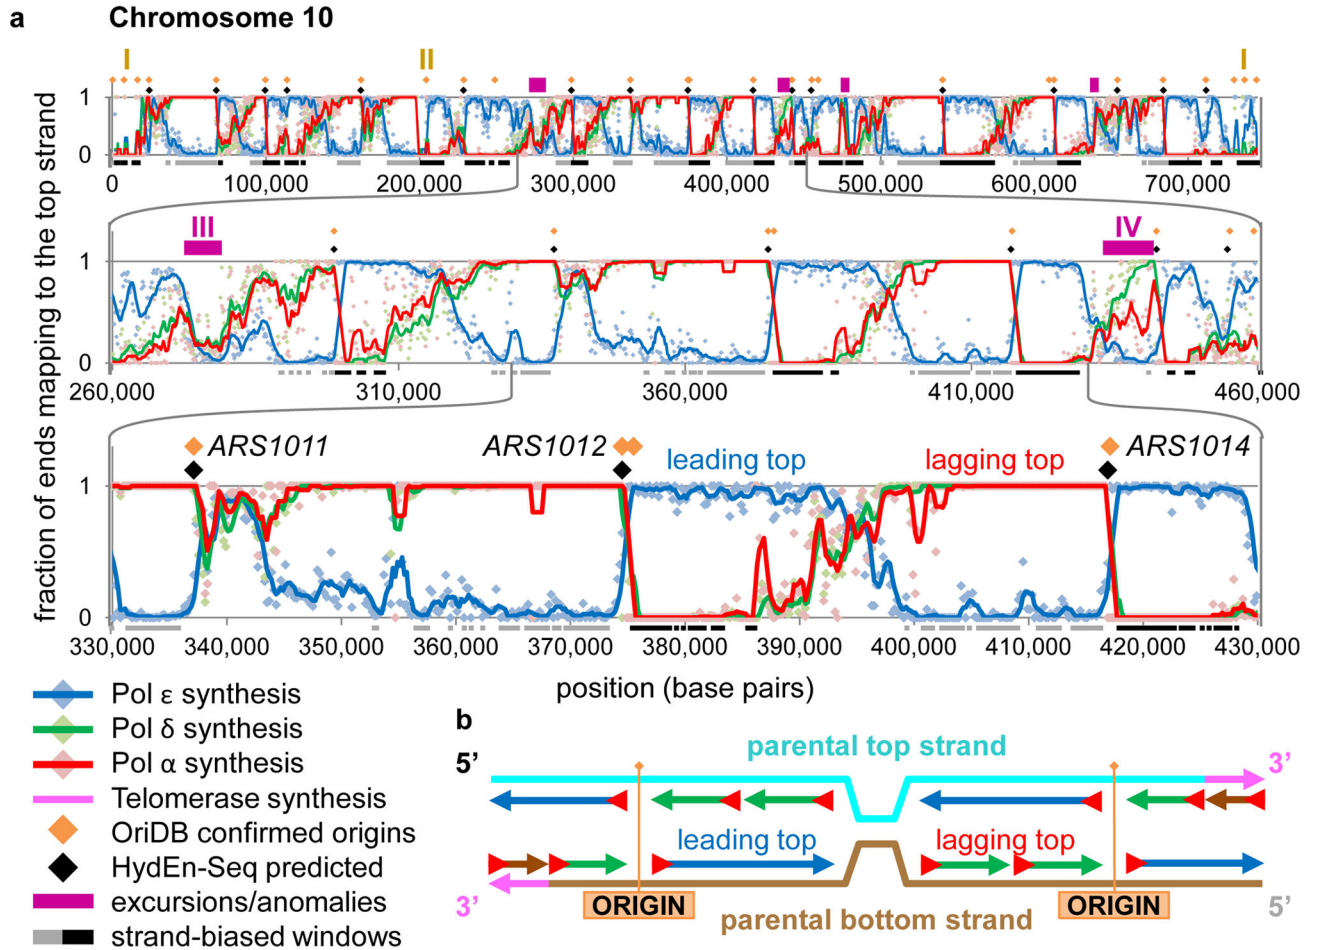 a Chromosome 10
I II I
fraction of ends mapping to the top strand
1
0
0 100,000 200,000 300,000 400,000 500,000 600,000 700,000
III IV
1
0
260,000 310,000 360,000 410,000 460,000
ARS1011 ARS1012 ARS1014
leading top lagging top
1
0
330,000 340,000 350,000 360,000 370,000 380,000 390,000 400,000 410,000 420,000 430,000
position (base pairs)
Pol ε synthesis
Pol δ synthesis
Pol α synthesis
Telomerase synthesis
OriDB confirmed origins
HydEn-Seq predicted
excursions/anomalies
strand-biased windows
b
parental top strand
5’ 3’
leading top lagging top
3’ ORIGIN ORIGIN 5’
parental bottom strand